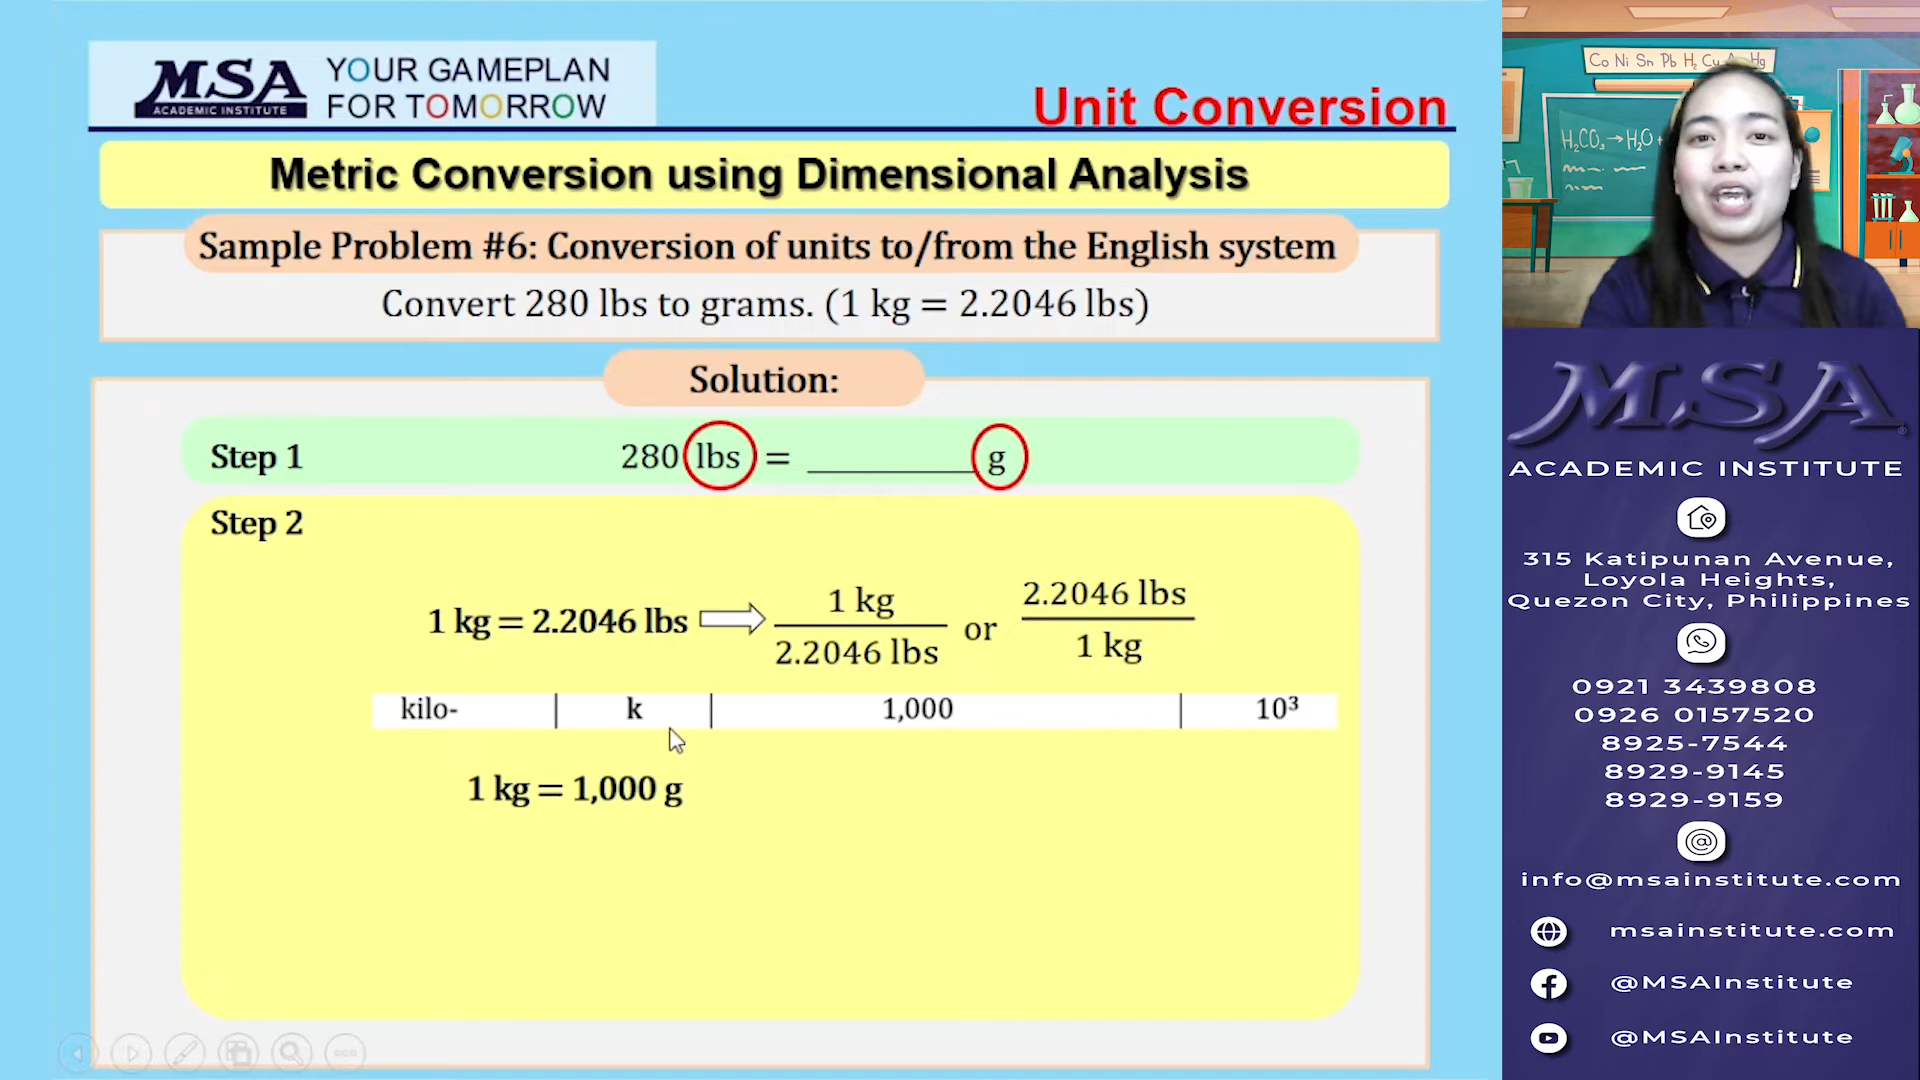 MSA
ACADEMIC INSTITUTE
YOUR GAMEPLAN
FOR TOMORROW
Unit Conversion
Metric Conversion using Dimensional Analysis
Sample Problem #6: Conversion of units to/from the English system
Convert 280 lbs to grams. (1 kg = 2.2046 lbs)
Solution:
Step 1 280 lbs = __________ g
Step 2
1 kg = 2.2046 lbs ⇨ 1 kg / 2.2046 lbs or 2.2046 lbs / 1 kg
kilo- | k | 1,000 | 10³
1 kg = 1,000 g
Co Ni Sn Pb H₂ Cu Hg
H₂CO₃ → H₂O +
MSA
ACADEMIC INSTITUTE
315 Katipunan Avenue,
Loyola Heights,
Quezon City, Philippines
0921 3439808
0926 0157520
8925-7544
8929-9145
8929-9159
info@msainstitute.com
msainstitute.com
@MSAInstitute
@MSAInstitute